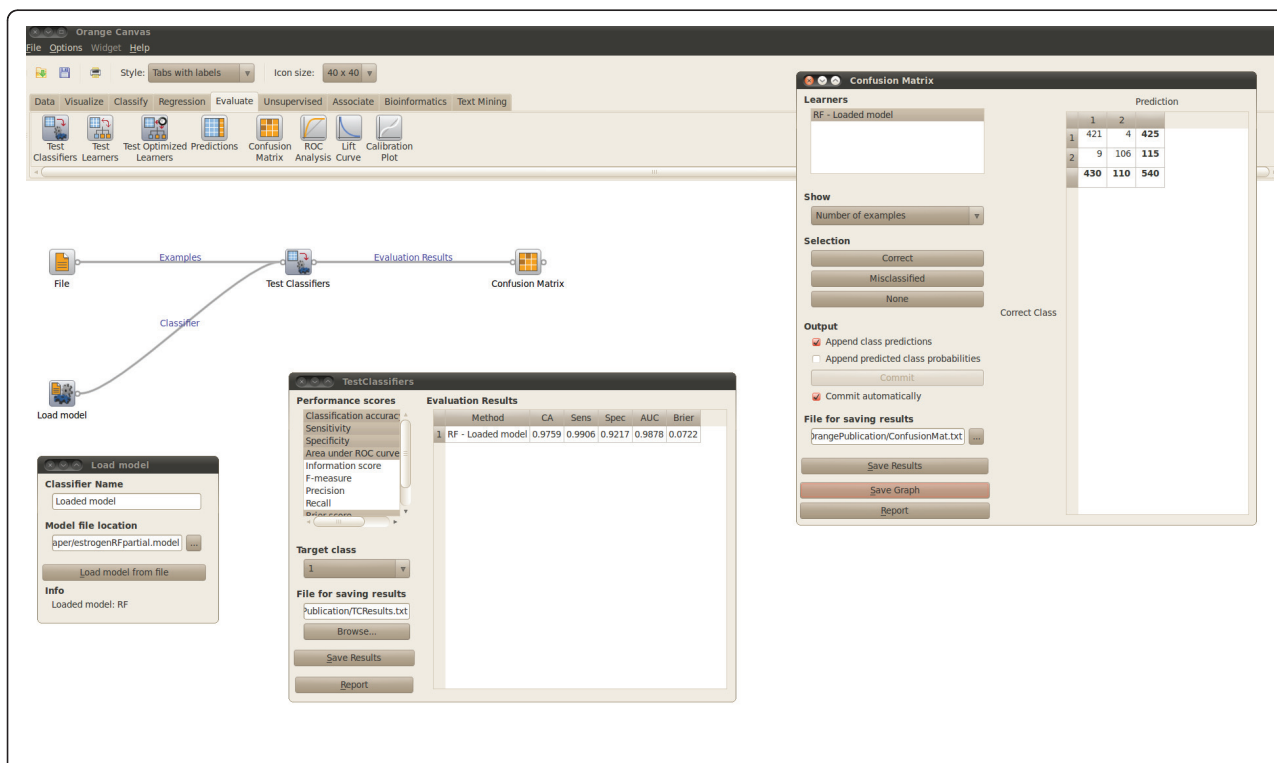 Orange Canvas
File Options Widget Help
Style: Tabs with labels Icon size: 40 x 40
Data Visualize Classify Regression Evaluate Unsupervised Associate Bioinformatics Text Mining
Test Classifiers
Test Learners
Test Optimized Learners
Predictions
Confusion Matrix
ROC Analysis
Lift Curve
Calibration Plot
File
Examples
Test Classifiers
Evaluation Results
Confusion Matrix
Classifier
Load model
Load model
Classifier Name
Loaded model
Model file location
aper/estrogenRFpartial.model ...
Load model from file
Info
Loaded model: RF
TestClassifiers
Performance scores
Classification accurac
Sensitivity
Specificity
Area under ROC curve
Information score
F-measure
Precision
Recall
Brier score
Target class
1
File for saving results
Publication/TCResults.txt
Browse...
Save Results
Report
Evaluation Results
Method CA Sens Spec AUC Brier
1 RF - Loaded model 0.9759 0.9906 0.9217 0.9878 0.0722
Confusion Matrix
Learners
RF - Loaded model
Show
Number of examples
Selection
Correct
Misclassified
None
Output
Append class predictions
Append predicted class probabilities
Commit
Commit automatically
File for saving results
OrangePublication/ConfusionMat.txt ...
Save Results
Save Graph
Report
Correct Class
Prediction
1 2
1 421 4 425
2 9 106 115
430 110 540